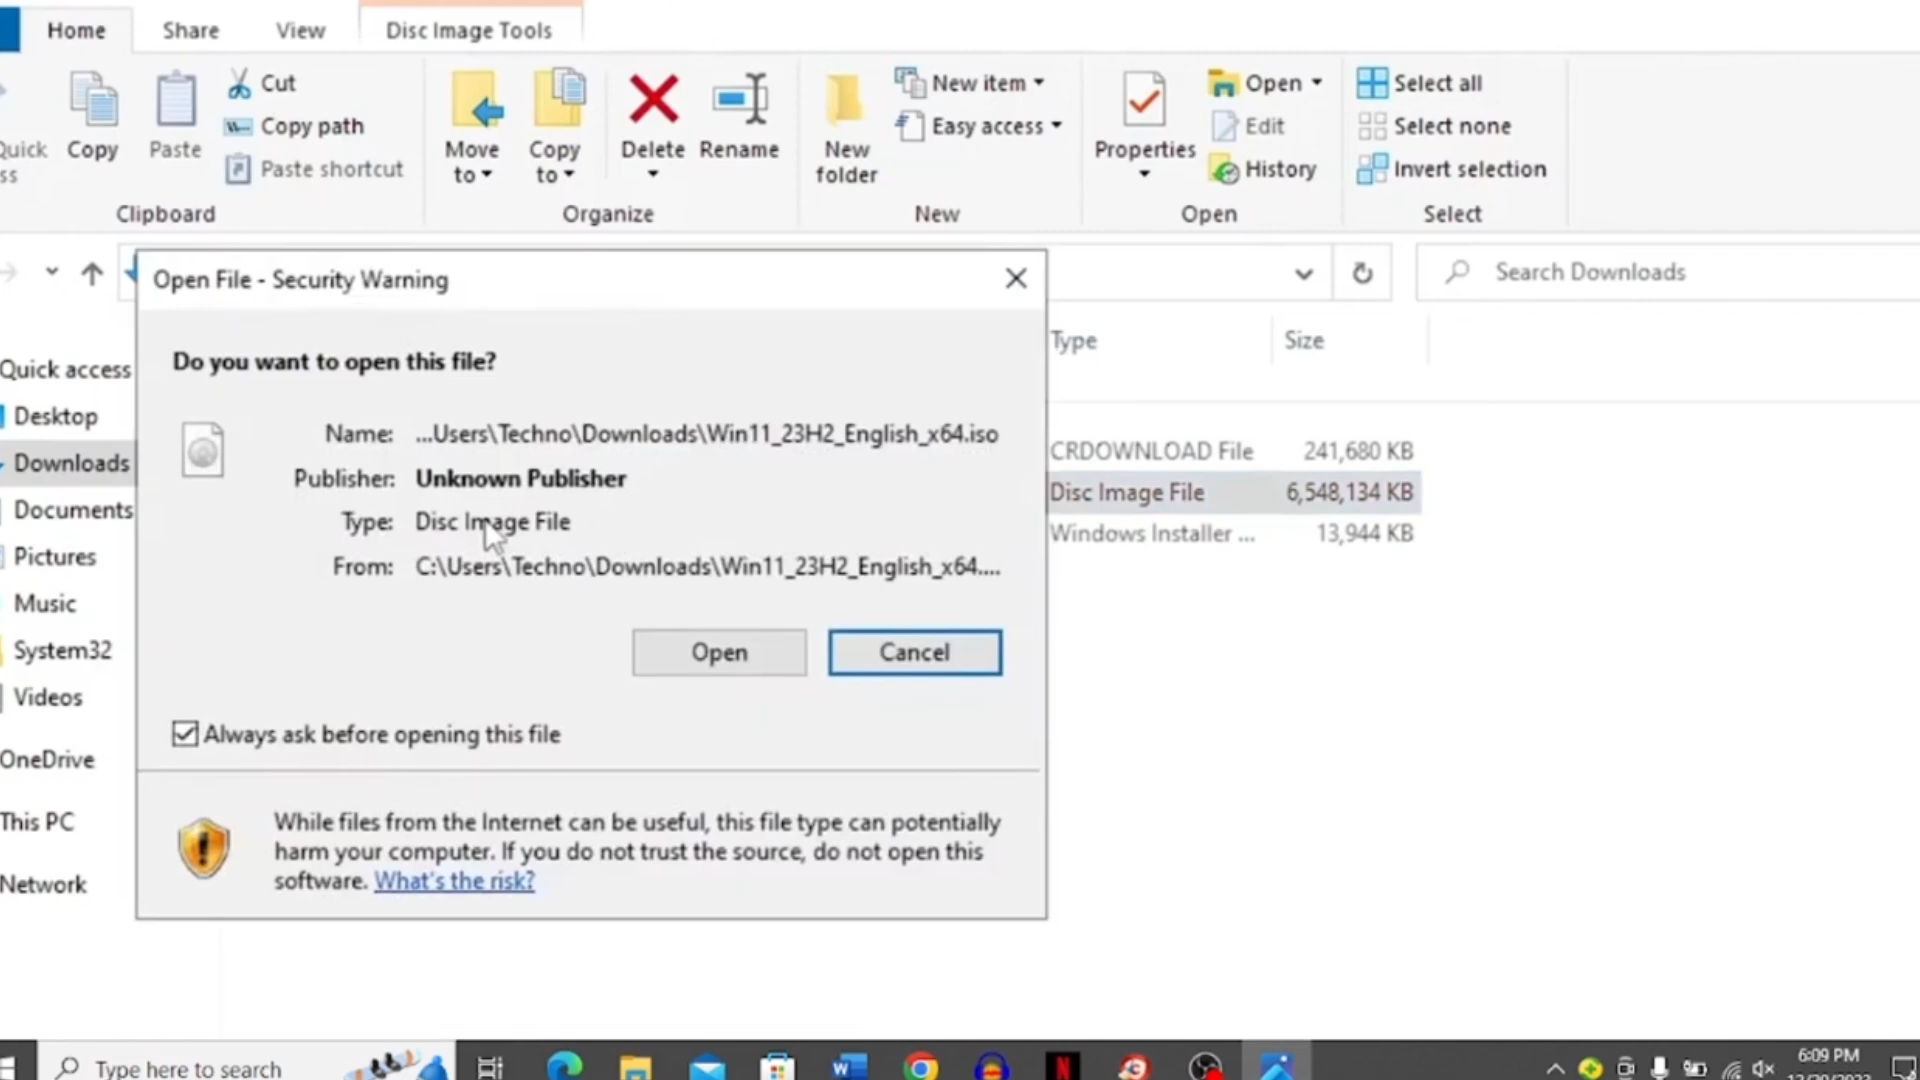 Home Share View Disc Image Tools
Cut
Copy path
Paste shortcut
Copy
Paste
Clipboard
Move to
Copy to
Delete
Rename
Organize
New folder
New item
Easy access
New
Properties
Open
Edit
History
Open
Select all
Select none
Invert selection
Select
Search Downloads
Type Size
CRDOWNLOAD File 241,680 KB
Disc Image File 6,548,134 KB
Windows Installer ... 13,944 KB
Quick access
Desktop
Downloads
Documents
Pictures
Music
System32
Videos
OneDrive
This PC
Network
Open File - Security Warning
Do you want to open this file?
Name: ...Users\Techno\Downloads\Win11_23H2_English_x64.iso
Publisher: Unknown Publisher
Type: Disc Image File
From: C:\Users\Techno\Downloads\Win11_23H2_English_x64....
Open Cancel
Always ask before opening this file
While files from the Internet can be useful, this file type can potentially
harm your computer. If you do not trust the source, do not open this
software. What's the risk?
Type here to search
6:09 PM